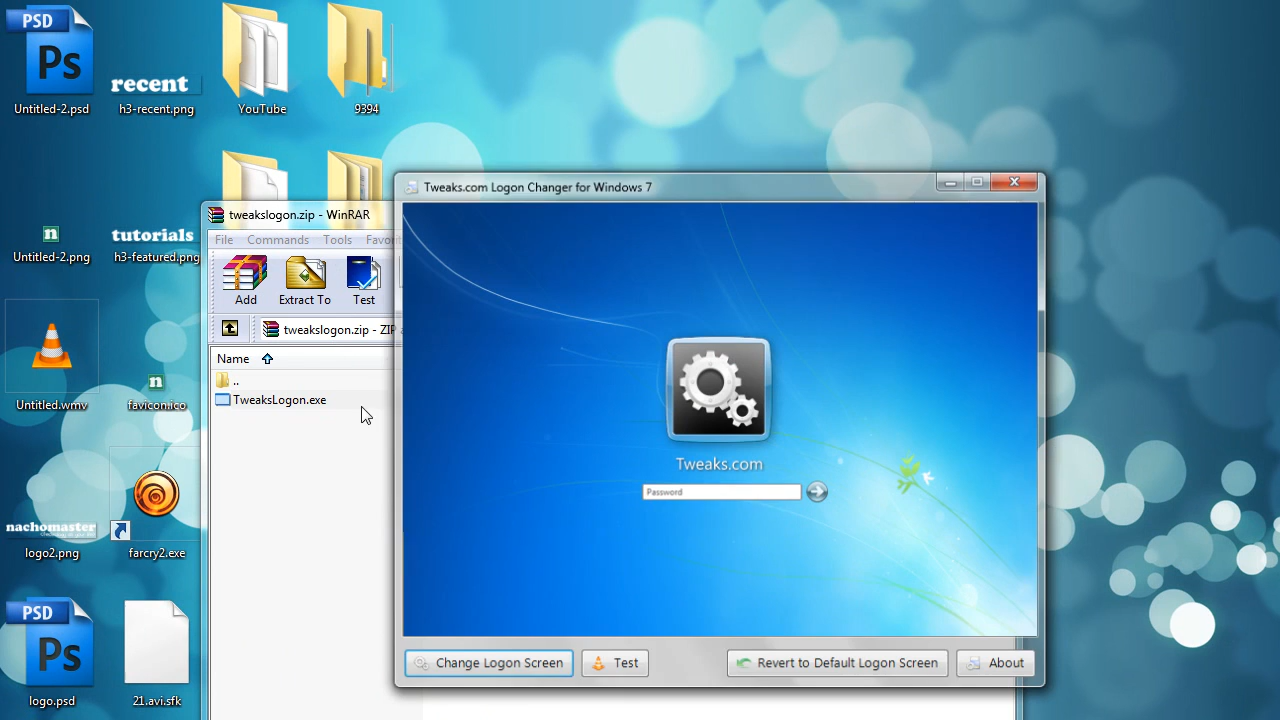 PSD
Ps
Untitled-2.psd
recent
h3-recent.png
YouTube
9394
n
Untitled-2.png
tutorials
h3-featured.png
Untitled.wmv
n
favicon.ico
nachomaster
logo2.png
farcry2.exe
PSD
Ps
logo.psd
21.avi.sfk
tweakslogon.zip - WinRAR
File Commands Tools Favori
Add
Extract To
Test
tweakslogon.zip - ZIP a
Name
..
TweaksLogon.exe
Tweaks.com Logon Changer for Windows 7
Tweaks.com
Password
Change Logon Screen
Test
Revert to Default Logon Screen
About